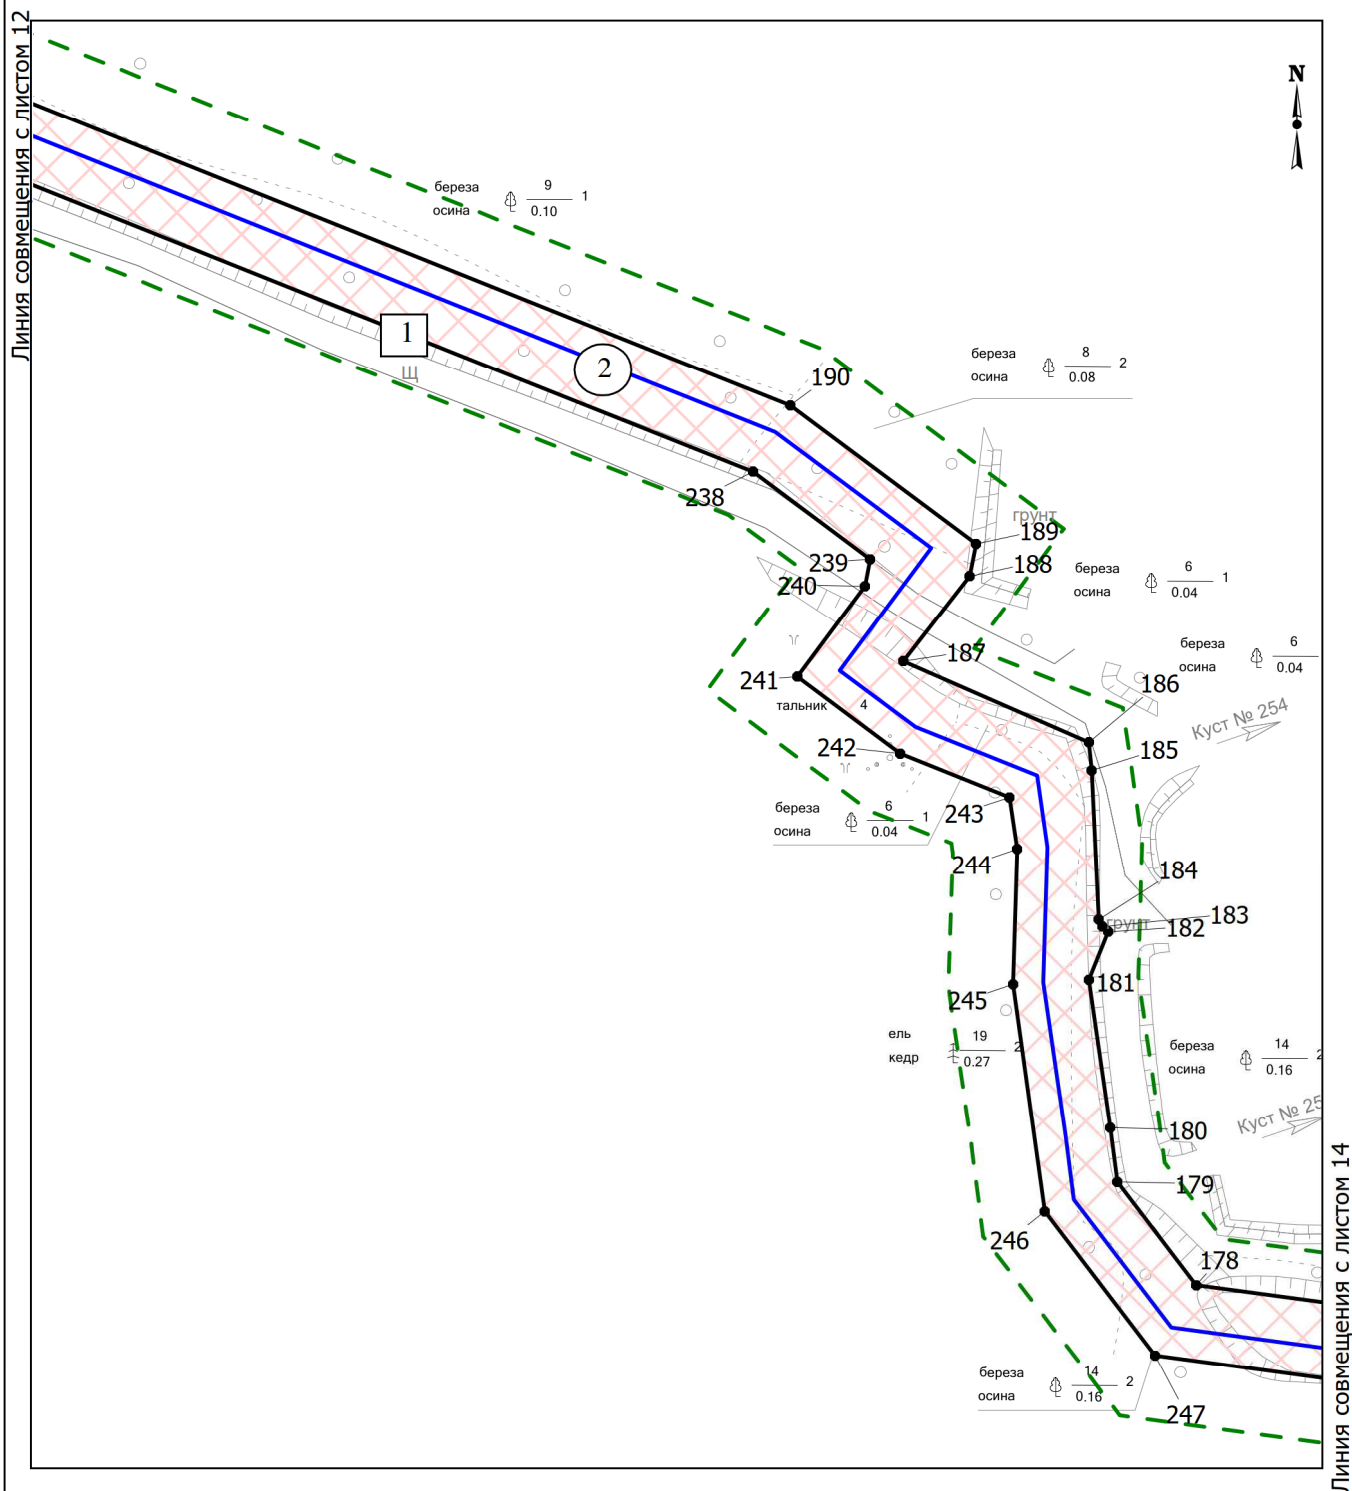 Линия совмещения с листом 12
N
береза
осина
9
0.10
1
1
щ
2
190
береза
осина
8
0.08
2
238
грунт
189
239
188
240
береза
осина
6
0.04
1
187
береза
осина
6
0.04
241
186
тальник
4
Куст № 254
242
185
береза
осина
6
0.04
1
243
244
184
183
грунт
182
245
181
ель
кедр
19
0.27
2
береза
осина
14
0.16
2
Куст № 25
180
179
246
178
Линия совмещения с листом 14
береза
осина
14
0.16
2
247